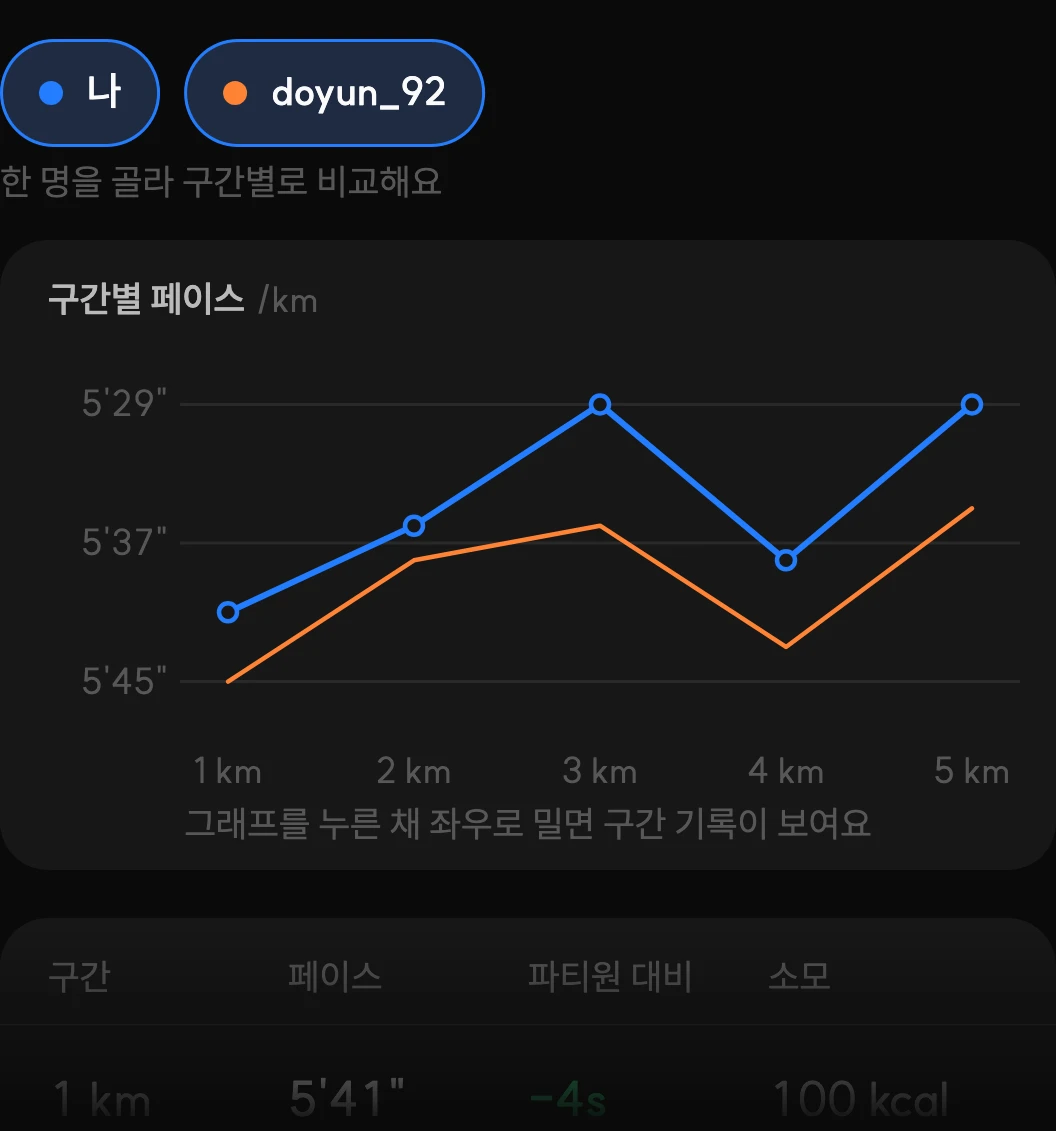 나 doyun_92
한 명을 골라 구간별로 비교해요
구간별 페이스 /km
5'29"
5'37"
5'45"
1 km 2 km 3 km 4 km 5 km
그래프를 누른 채 좌우로 밀면 구간 기록이 보여요
구간 페이스 파티원 대비 소모
1 km 5'41" −4s 100 kcal